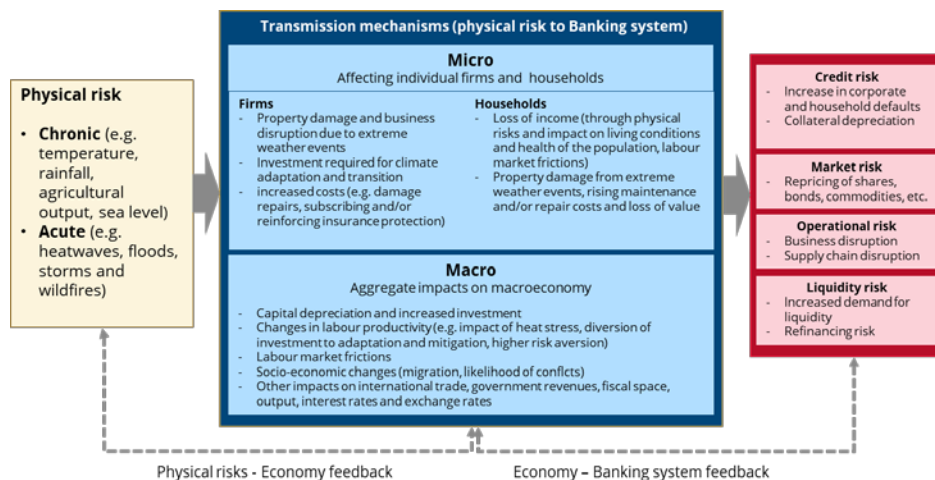 Transmission mechanisms (physical risk to Banking system)
Physical risk
• Chronic (e.g.
temperature,
rainfall,
agricultural
output, sea level)
• Acute (e.g.
heatwaves, floods,
storms and
wildfires)
Micro
Affecting individual firms and households
Firms
- Property damage and business
disruption due to extreme
weather events
- Investment required for climate
adaptation and transition
- increased costs (e.g. damage
repairs, subscribing and/or
reinforcing insurance protection)
Households
- Loss of income (through physical
risks and impact on living conditions
and health of the population, labour
market frictions)
- Property damage from extreme
weather events, rising maintenance
and/or repair costs and loss of value
Macro
Aggregate impacts on macroeconomy
- Capital depreciation and increased investment
- Changes in labour productivity (e.g. impact of heat stress, diversion of
investment to adaptation and mitigation, higher risk aversion)
- Labour market frictions
- Socio-economic changes (migration, likelihood of conflcts)
- Other impacts on international trade, government revenues, fiscal space,
output, interest rates and exchange rates
Credit risk
- Increase in corporate
and household defaults
- Collateral depreciation
Market risk
- Repricing of shares,
bonds, commodities, etc.
Operational risk
- Business disruption
- Supply chain disruption
Liquidity risk
- Increased demand for
liquidity
- Refinancing risk
Physical risks - Economy feedback
Economy – Banking system feedback